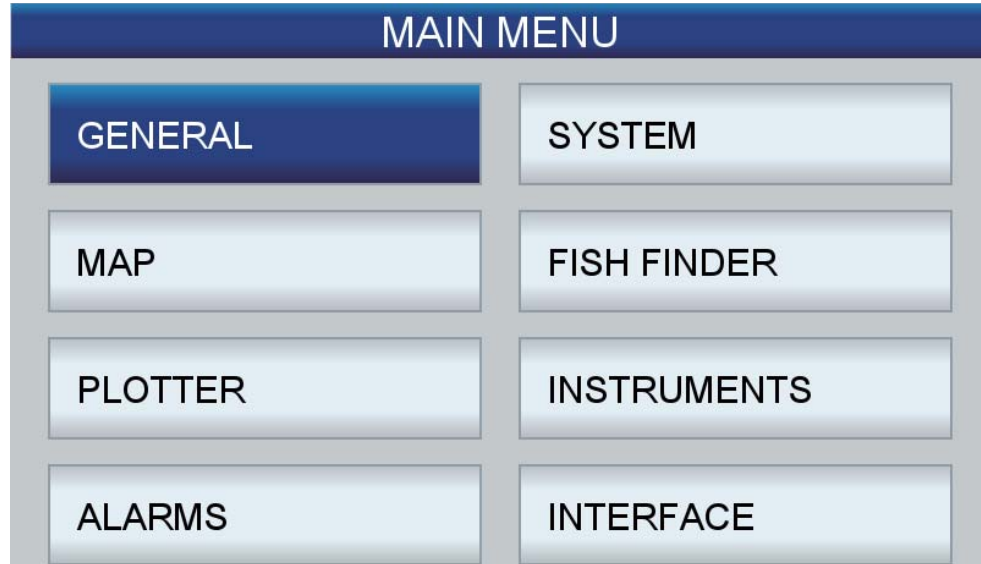 MAIN MENU
GENERAL
SYSTEM
MAP
FISH FINDER
PLOTTER
INSTRUMENTS
ALARMS
INTERFACE